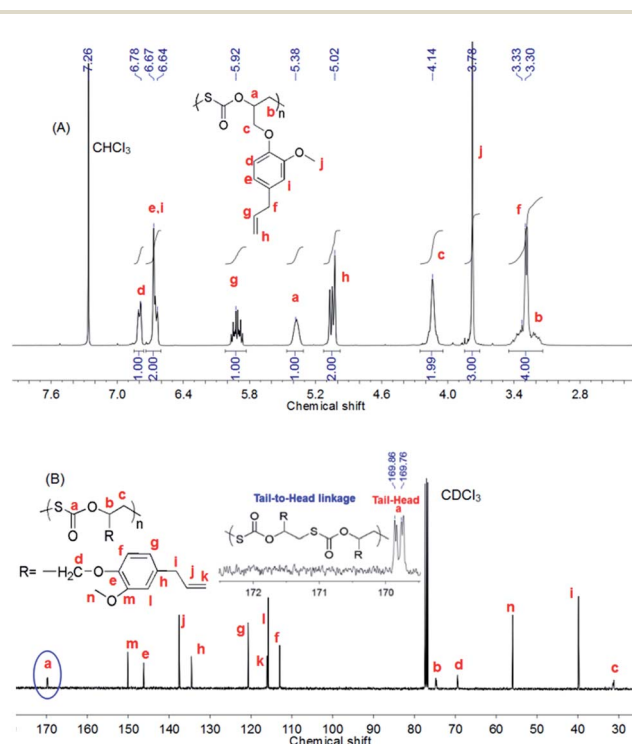 7.26
6.78
6.67
6.64
5.92
5.38
5.02
4.14
3.78
3.33
3.30
(A)
CHCl3
S
O
O
n
a
b
c
O
O
d
e
f
g
h
i
j
d
e,i
g
a
h
c
j
f
b
1.00
2.00
1.00
1.00
2.00
1.99
3.00
4.00
7.6 7.0 6.4 5.8 5.2 4.6 4.0 3.4 2.8
Chemical shift
(B)
S
a
O
O
b
c
R
n
R= H2C O
d
e
f
g
h
i
j
k
l
m
n
O
Tail-to-Head linkage
169.86
169.76
Tail-Head
a
O
S
O
R
S
O
O
R
172 171 170
CDCl3
a
m
e
j
h
g
k
l
f
b
d
n
i
c
170 160 150 140 130 120 110 100 90 80 70 60 50 40 30
Chemical shift